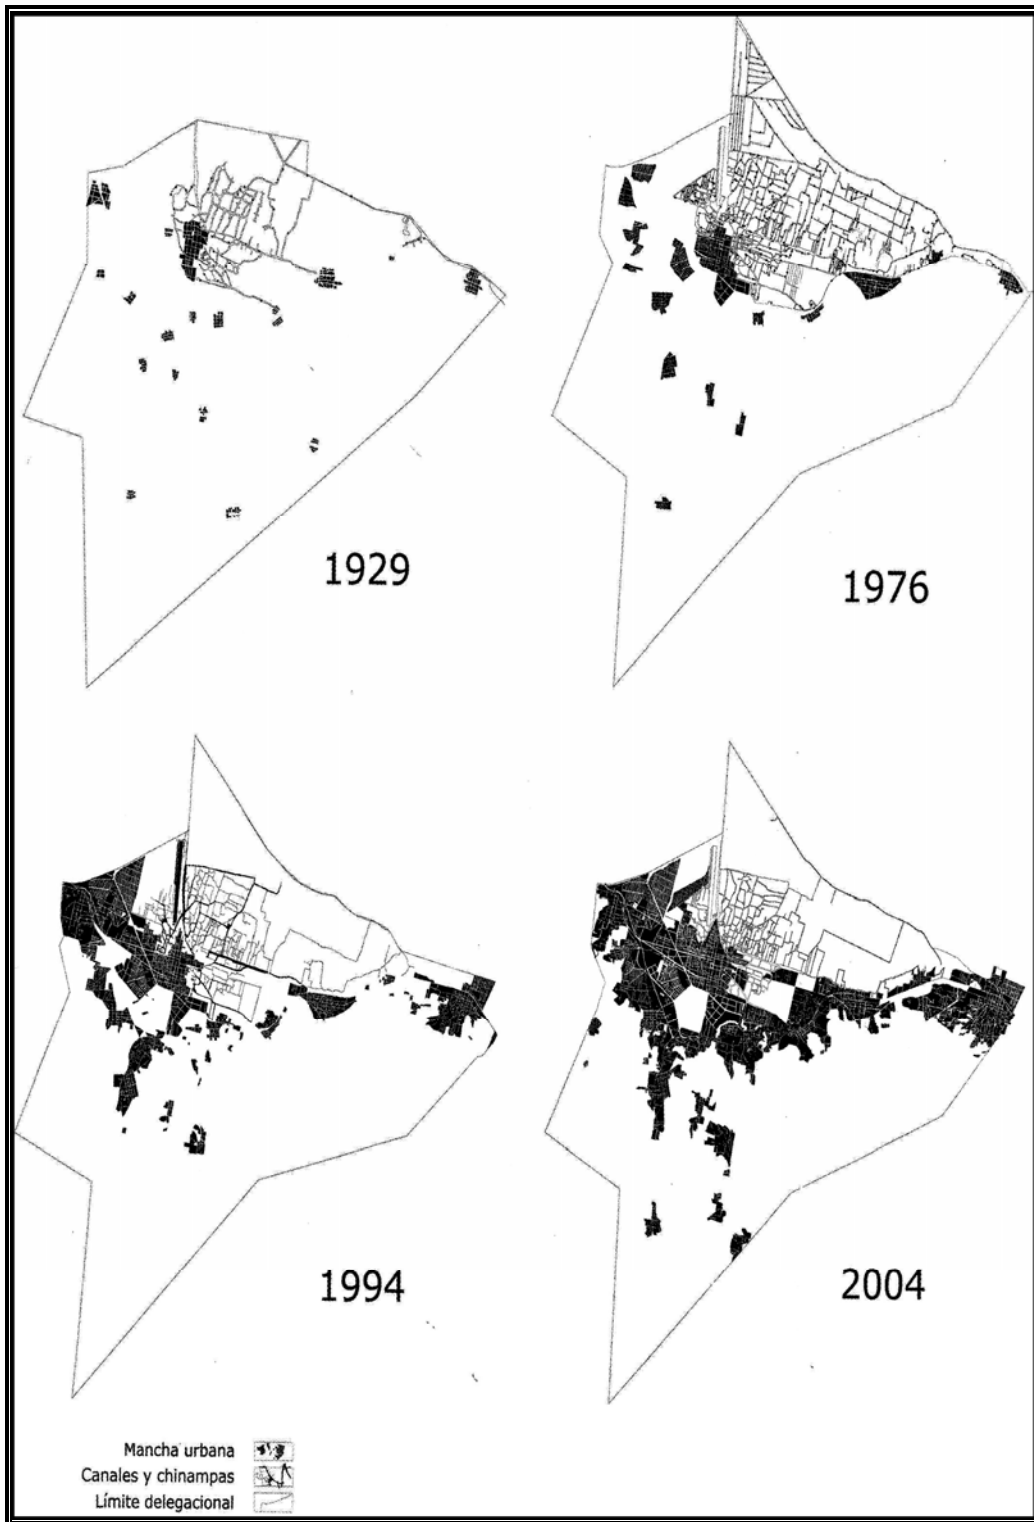 1929
1976
1994
2004
Mancha urbana
Canales y chinampas
Límite delegacional